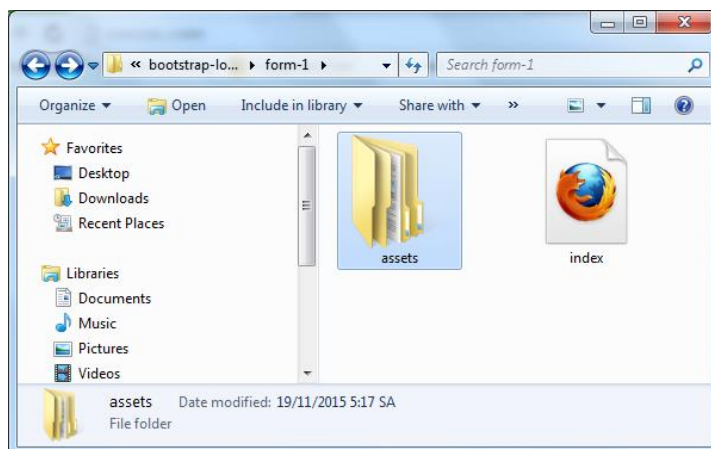 « bootstrap-lo... form-1
Search form-1
Organize Open Include in library Share with »
Favorites
Desktop
Downloads
Recent Places
Libraries
Documents
Music
Pictures
Videos
assets
index
assets Date modified: 19/11/2015 5:17 SA
File folder